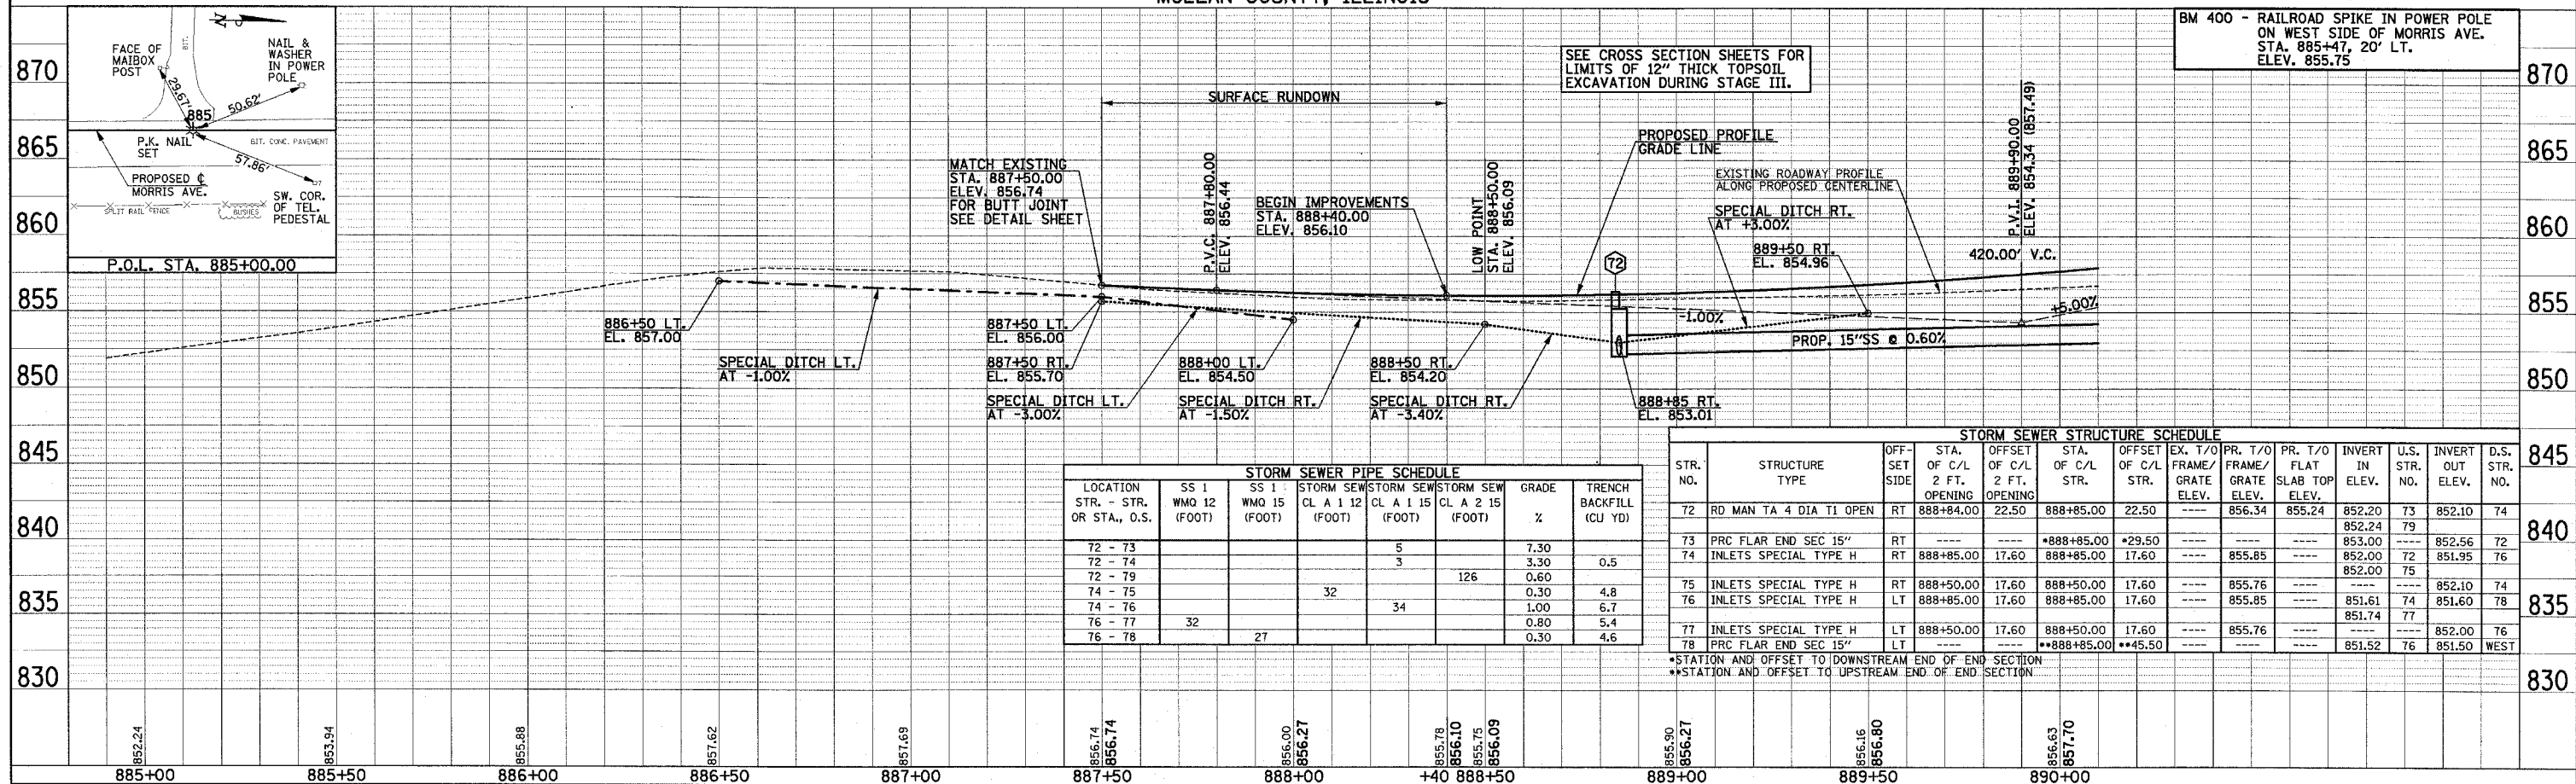 McLEAN COUNTY, ILLINOIS
N
FACE OF
MAIBOX
POST
BIT.
NAIL &
WASHER
IN POWER
POLE
29.67'
50.62'
885
P.K. NAIL
SET
BIT. CONC. PAVEMENT
57.86'
PROPOSED ℄
MORRIS AVE.
SW. COR.
OF TEL.
PEDESTAL
SPLIT RAIL FENCE
BUSHES
P.O.L. STA. 885+00.00
BM 400 - RAILROAD SPIKE IN POWER POLE
ON WEST SIDE OF MORRIS AVE.
STA. 885+47, 20' LT.
ELEV. 855.75
SEE CROSS SECTION SHEETS FOR
LIMITS OF 12" THICK TOPSOIL
EXCAVATION DURING STAGE III.
870
865
860
855
850
845
840
835
830
870
865
860
855
850
845
840
835
830
SURFACE RUNDOWN
MATCH EXISTING
STA. 887+50.00
ELEV. 856.74
FOR BUTT JOINT
SEE DETAIL SHEET
P.V.C. 887+80.00
ELEV. 856.44
BEGIN IMPROVEMENTS
STA. 888+40.00
ELEV. 856.10
LOW POINT
STA. 888+50.00
ELEV. 856.09
PROPOSED PROFILE
GRADE LINE
EXISTING ROADWAY PROFILE
ALONG PROPOSED CENTERLINE
SPECIAL DITCH RT.
AT +3.00%
889+50 RT.
EL. 854.96
P.V.I. 889+90.00
ELEV. 854.34 (857.49)
420.00' V.C.
72
-1.00%
+5.00%
PROP. 15"SS @ 0.60%
886+50 LT.
EL. 857.00
SPECIAL DITCH LT.
AT -1.00%
887+50 LT.
EL. 856.00
887+50 RT.
EL. 855.70
SPECIAL DITCH LT.
AT -3.00%
888+00 LT.
EL. 854.50
SPECIAL DITCH RT.
AT -1.50%
888+50 RT.
EL. 854.20
SPECIAL DITCH RT.
AT -3.40%
888+85 RT.
EL. 853.01
STORM SEWER PIPE SCHEDULE
LOCATION STR. - STR. OR STA., O.S. SS 1 WMQ 12 (FOOT) SS 1 WMQ 15 (FOOT) STORM SEW CL A 1 12 (FOOT) STORM SEW CL A 1 15 (FOOT) STORM SEW CL A 2 15 (FOOT) GRADE % TRENCH BACKFILL (CU YD)
72 - 73 5 7.30
72 - 74 3 3.30 0.5
72 - 79 126 0.60
74 - 75 32 0.30 4.8
74 - 76 34 1.00 6.7
76 - 77 32 0.80 5.4
76 - 78 27 0.30 4.6
STORM SEWER STRUCTURE SCHEDULE
STR. NO. STRUCTURE TYPE OFF-SET SIDE STA. OF C/L 2 FT. OPENING OFFSET OF C/L 2 FT. OPENING STA. OF C/L STR. OFFSET OF C/L STR. EX. T/O FRAME/ GRATE ELEV. PR. T/O FRAME/ GRATE ELEV. PR. T/O FLAT SLAB TOP ELEV. INVERT IN ELEV. U.S. STR. NO. INVERT OUT ELEV. D.S. STR. NO.
72 RD MAN TA 4 DIA T1 OPEN RT 888+84.00 22.50 888+85.00 22.50 ---- 856.34 855.24 852.20 73 852.10 74
852.24 79
73 PRC FLAR END SEC 15" RT ---- ---- *888+85.00 *29.50 ---- ---- ---- 853.00 ---- 852.56 72
74 INLETS SPECIAL TYPE H RT 888+85.00 17.60 888+85.00 17.60 ---- 855.85 ---- 852.00 72 851.95 76
852.00 75
75 INLETS SPECIAL TYPE H RT 888+50.00 17.60 888+50.00 17.60 ---- 855.76 ---- ---- ---- 852.10 74
76 INLETS SPECIAL TYPE H LT 888+85.00 17.60 888+85.00 17.60 ---- 855.85 ---- 851.61 74 851.60 78
851.74 77
77 INLETS SPECIAL TYPE H LT 888+50.00 17.60 888+50.00 17.60 ---- 855.76 ---- ---- ---- 852.00 76
78 PRC FLAR END SEC 15" LT ---- ---- **888+85.00 **45.50 ---- ---- ---- 851.52 76 851.50 WEST
*STATION AND OFFSET TO DOWNSTREAM END OF END SECTION
**STATION AND OFFSET TO UPSTREAM END OF END SECTION
852.24
853.94
855.88
857.62
857.69
856.74
856.74
856.00
856.27
855.78
856.10
855.75
856.09
855.90
856.27
856.16
856.80
856.63
857.70
885+00 885+50 886+00 886+50 887+00 887+50 888+00 +40 888+50 889+00 889+50 890+00